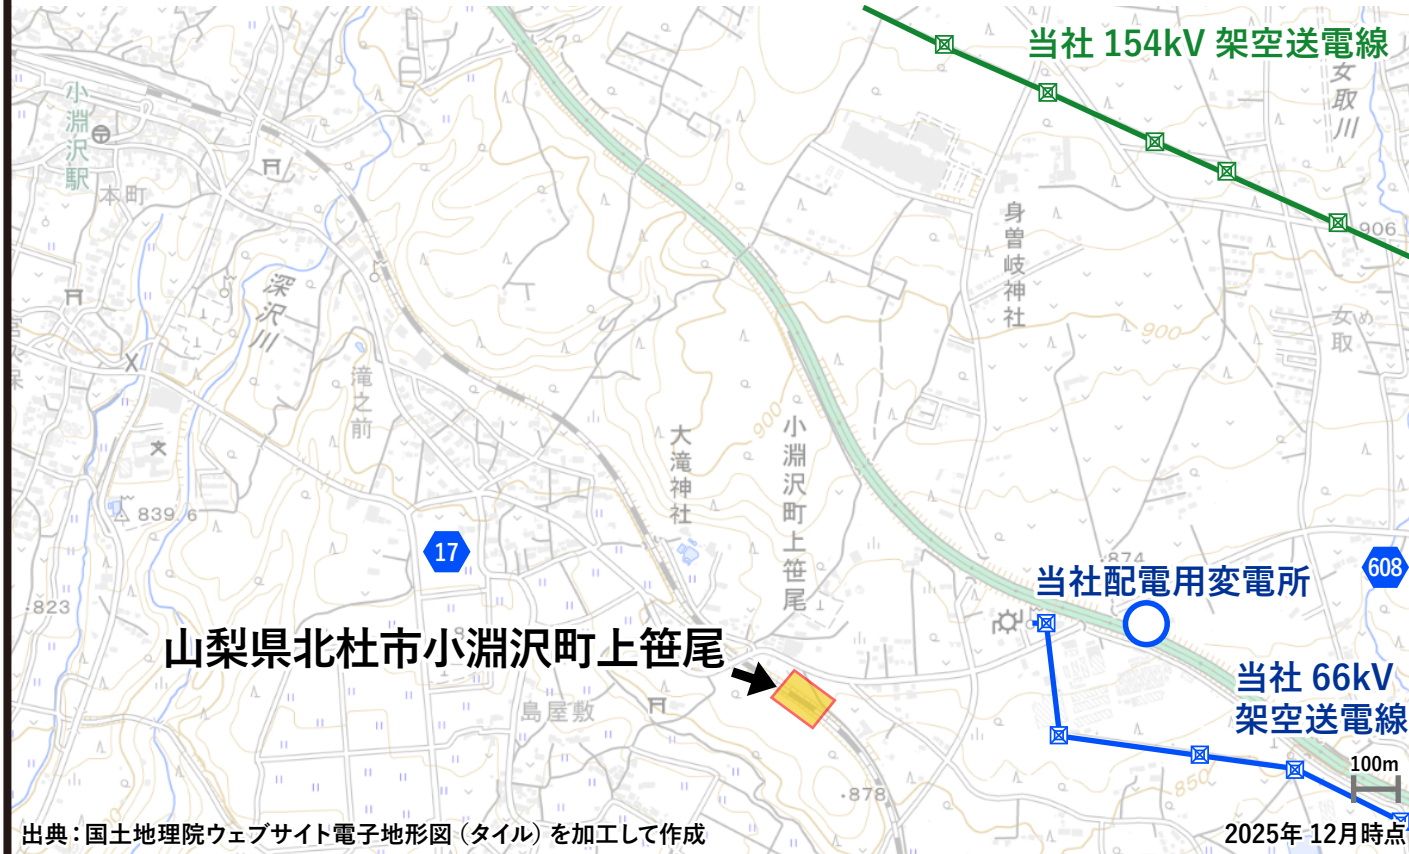 当社 154kV 架空送電線
女取川
小淵沢駅
本町
身曽岐神社
906
深沢川
900
女取
め
滝之前
900
大滝神社
小淵沢町上笹尾
839.6
17
874
608
当社配電用変電所
823
山梨県北杜市小淵沢町上笹尾
当社 66kV
架空送電線
島屋敷
100m
850
878
出典：国土地理院ウェブサイト電子地形図（タイル）を加工して作成
2025年 12月時点